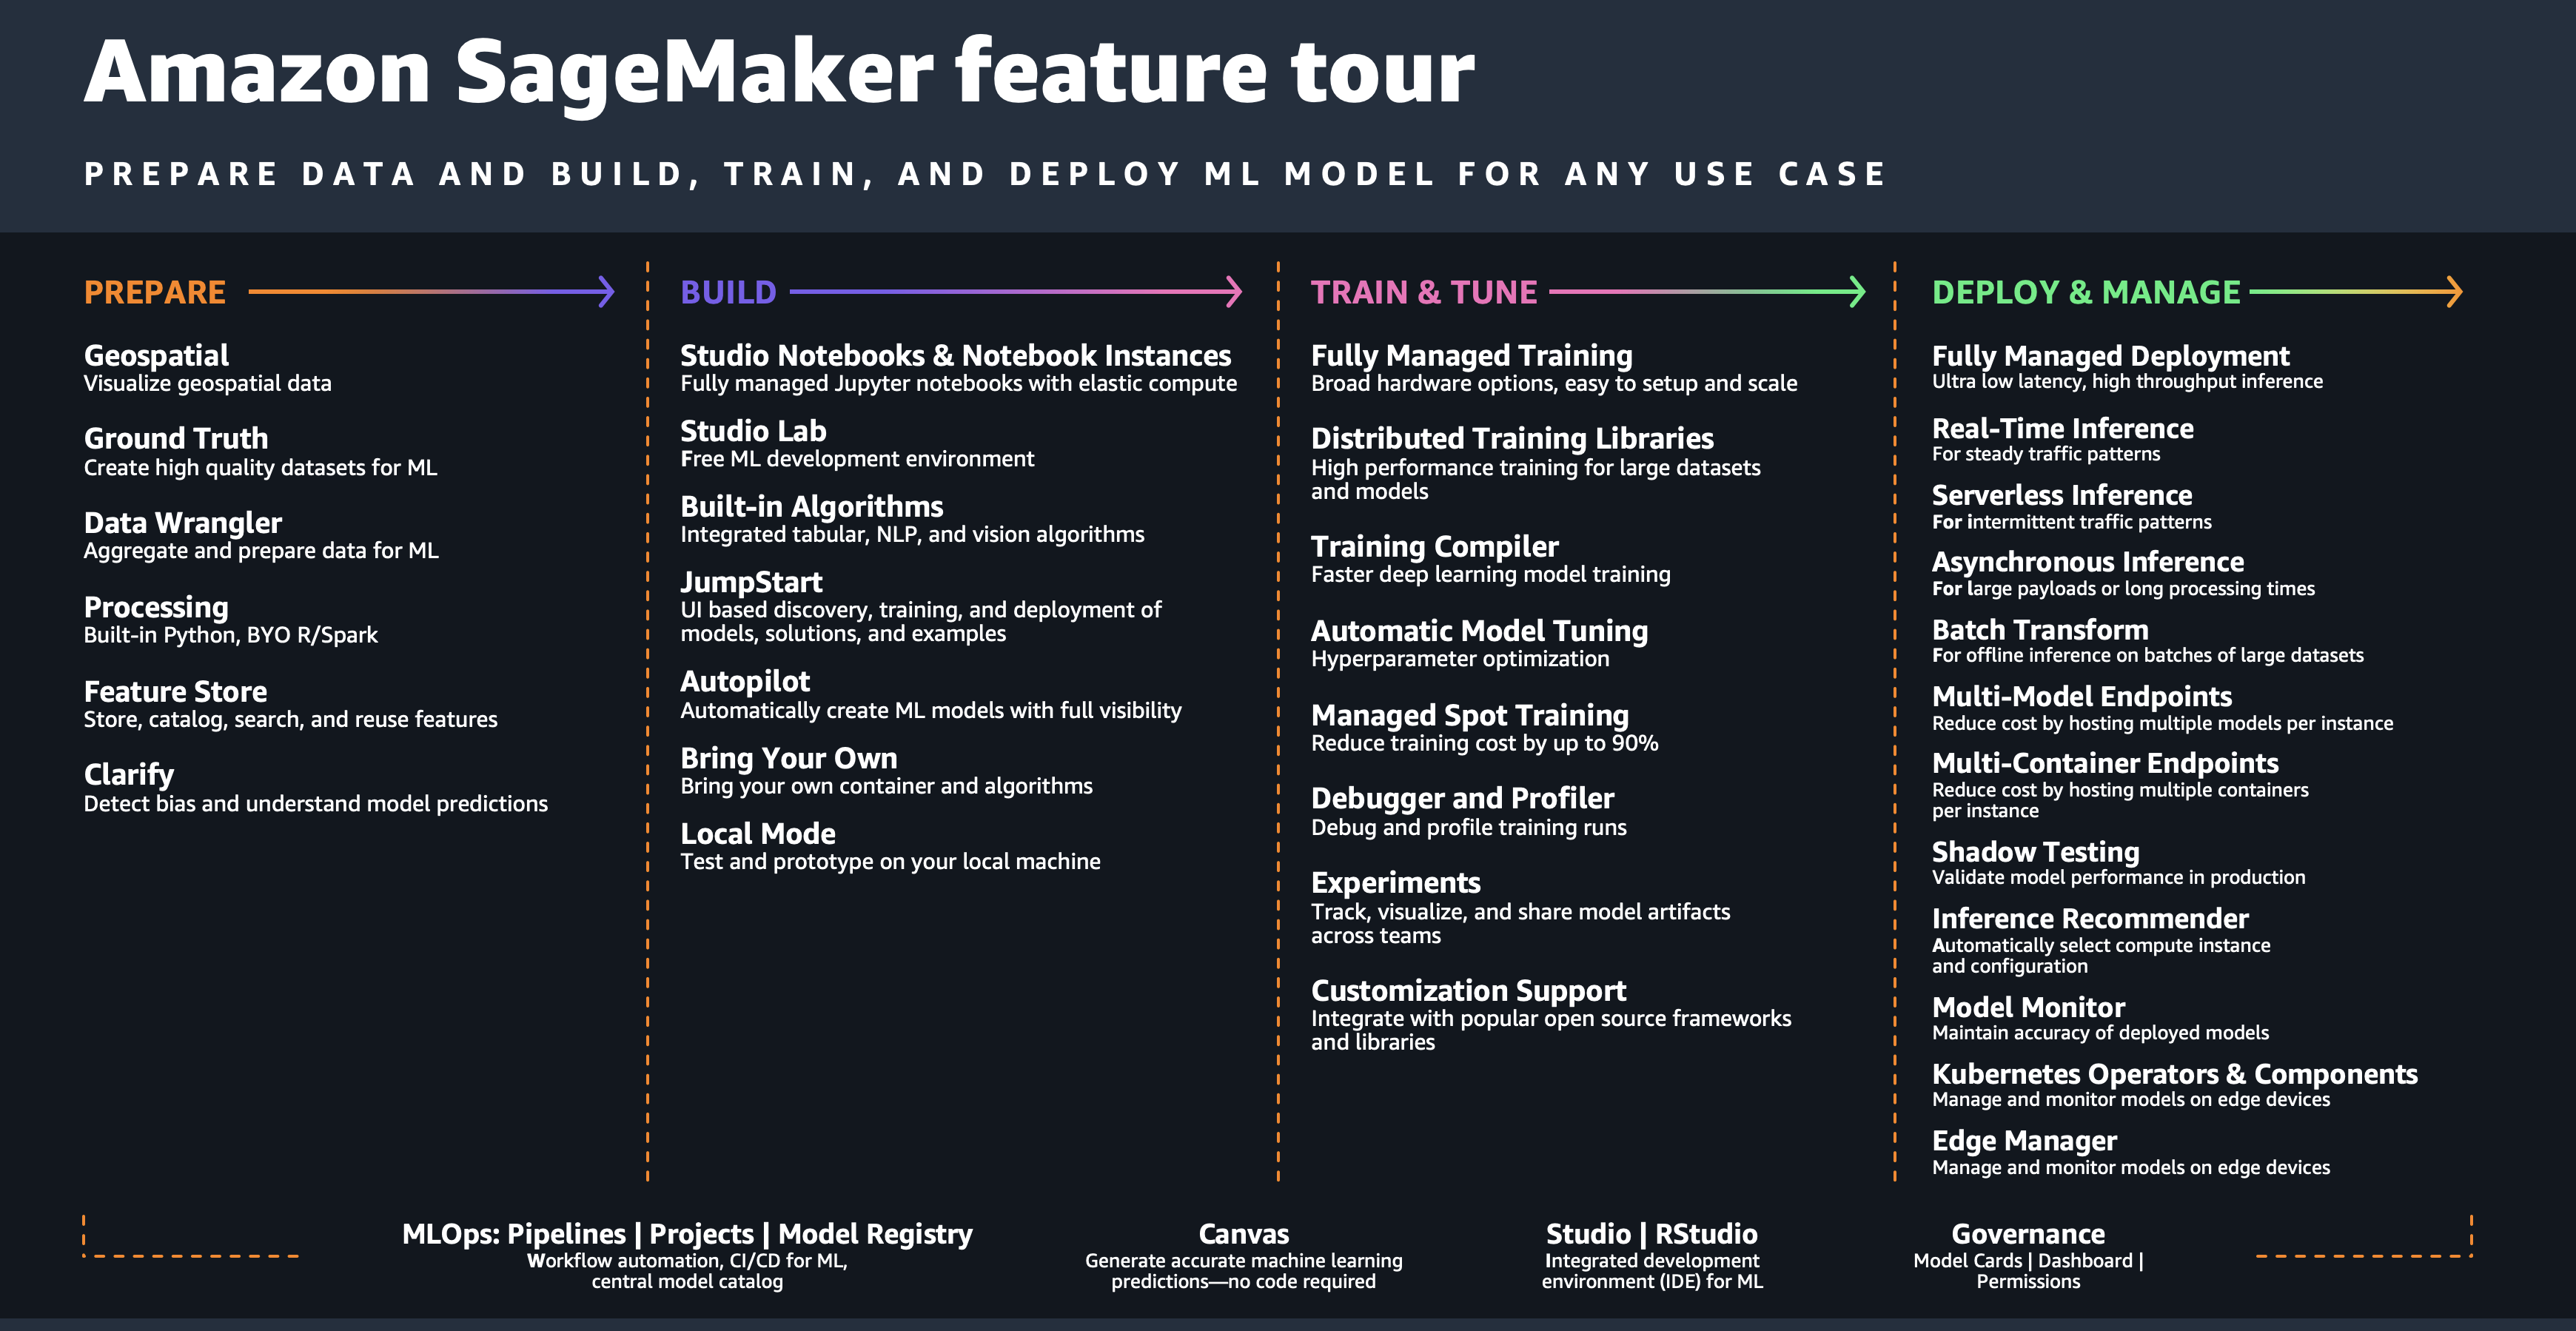 Amazon SageMaker feature tour
PREPARE DATA AND BUILD, TRAIN, AND DEPLOY ML MODEL FOR ANY USE CASE
PREPARE
Geospatial
Visualize geospatial data
Ground Truth
Create high quality datasets for ML
Data Wrangler
Aggregate and prepare data for ML
Processing
Built-in Python, BYO R/Spark
Feature Store
Store, catalog, search, and reuse features
Clarify
Detect bias and understand model predictions
BUILD
Studio Notebooks & Notebook Instances
Fully managed Jupyter notebooks with elastic compute
Studio Lab
Free ML development environment
Built-in Algorithms
Integrated tabular, NLP, and vision algorithms
JumpStart
UI based discovery, training, and deployment of
models, solutions, and examples
Autopilot
Automatically create ML models with full visibility
Bring Your Own
Bring your own container and algorithms
Local Mode
Test and prototype on your local machine
TRAIN & TUNE
Fully Managed Training
Broad hardware options, easy to setup and scale
Distributed Training Libraries
High performance training for large datasets
and models
Training Compiler
Faster deep learning model training
Automatic Model Tuning
Hyperparameter optimization
Managed Spot Training
Reduce training cost by up to 90%
Debugger and Profiler
Debug and profile training runs
Experiments
Track, visualize, and share model artifacts
across teams
Customization Support
Integrate with popular open source frameworks
and libraries
DEPLOY & MANAGE
Fully Managed Deployment
Ultra low latency, high throughput inference
Real-Time Inference
For steady traffic patterns
Serverless Inference
For intermittent traffic patterns
Asynchronous Inference
For large payloads or long processing times
Batch Transform
For offline inference on batches of large datasets
Multi-Model Endpoints
Reduce cost by hosting multiple models per instance
Multi-Container Endpoints
Reduce cost by hosting multiple containers
per instance
Shadow Testing
Validate model performance in production
Inference Recommender
Automatically select compute instance
and configuration
Model Monitor
Maintain accuracy of deployed models
Kubernetes Operators & Components
Manage and monitor models on edge devices
Edge Manager
Manage and monitor models on edge devices
MLOps: Pipelines | Projects | Model Registry
Workflow automation, CI/CD for ML,
central model catalog
Canvas
Generate accurate machine learning
predictions—no code required
Studio | RStudio
Integrated development
environment (IDE) for ML
Governance
Model Cards | Dashboard |
Permissions